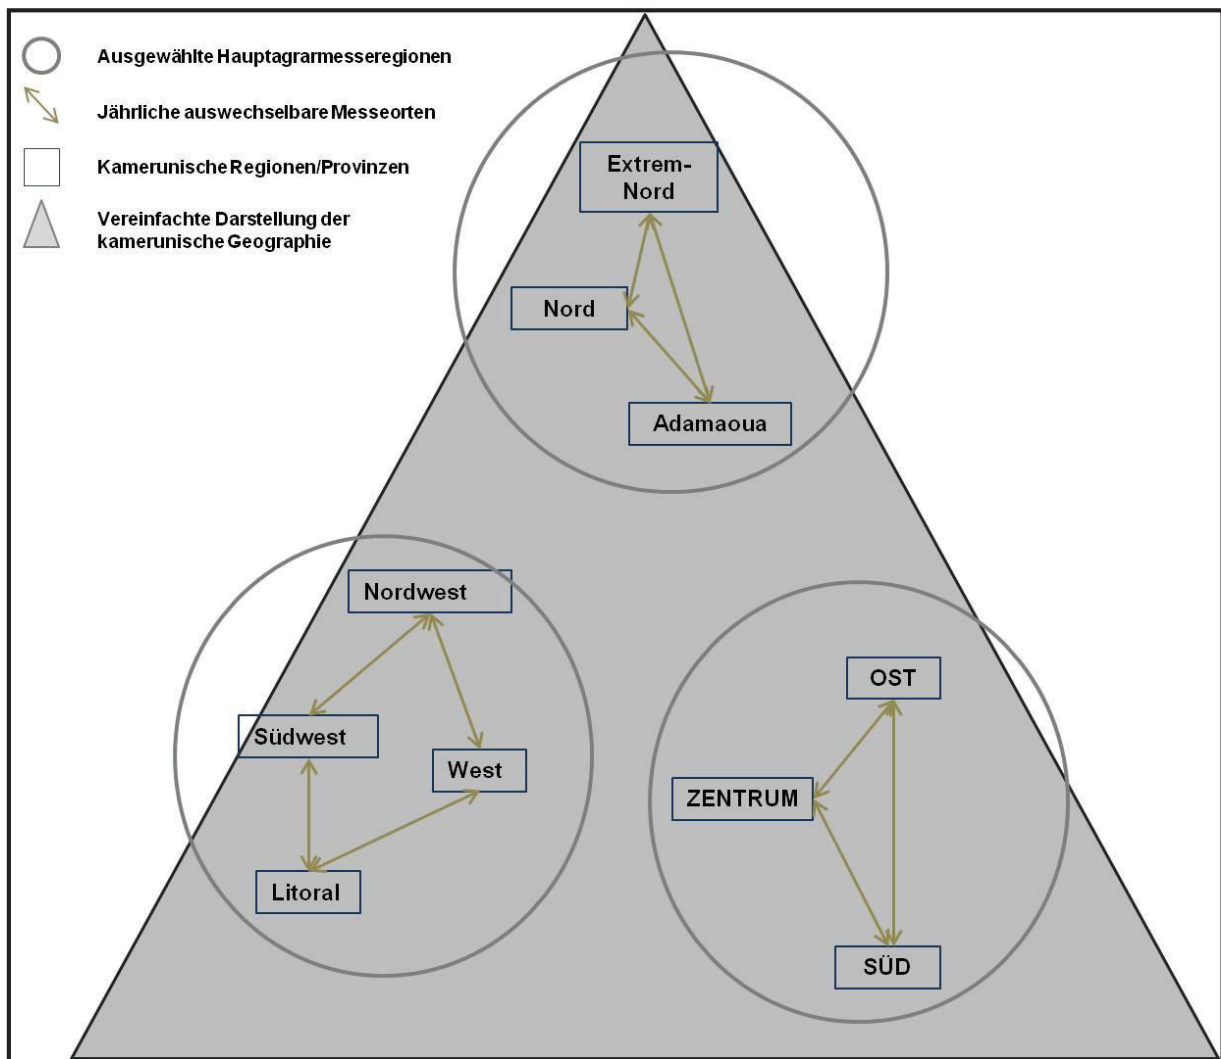 Ausgewählte Hauptagrarmesseregionen
Jährliche auswechselbare Messeorten
Kamerunische Regionen/Provinzen
Vereinfachte Darstellung der
kamerunische Geographie
Extrem-
Nord
Nord
Adamaoua
Nordwest
Südwest
West
Litoral
OST
ZENTRUM
SÜD